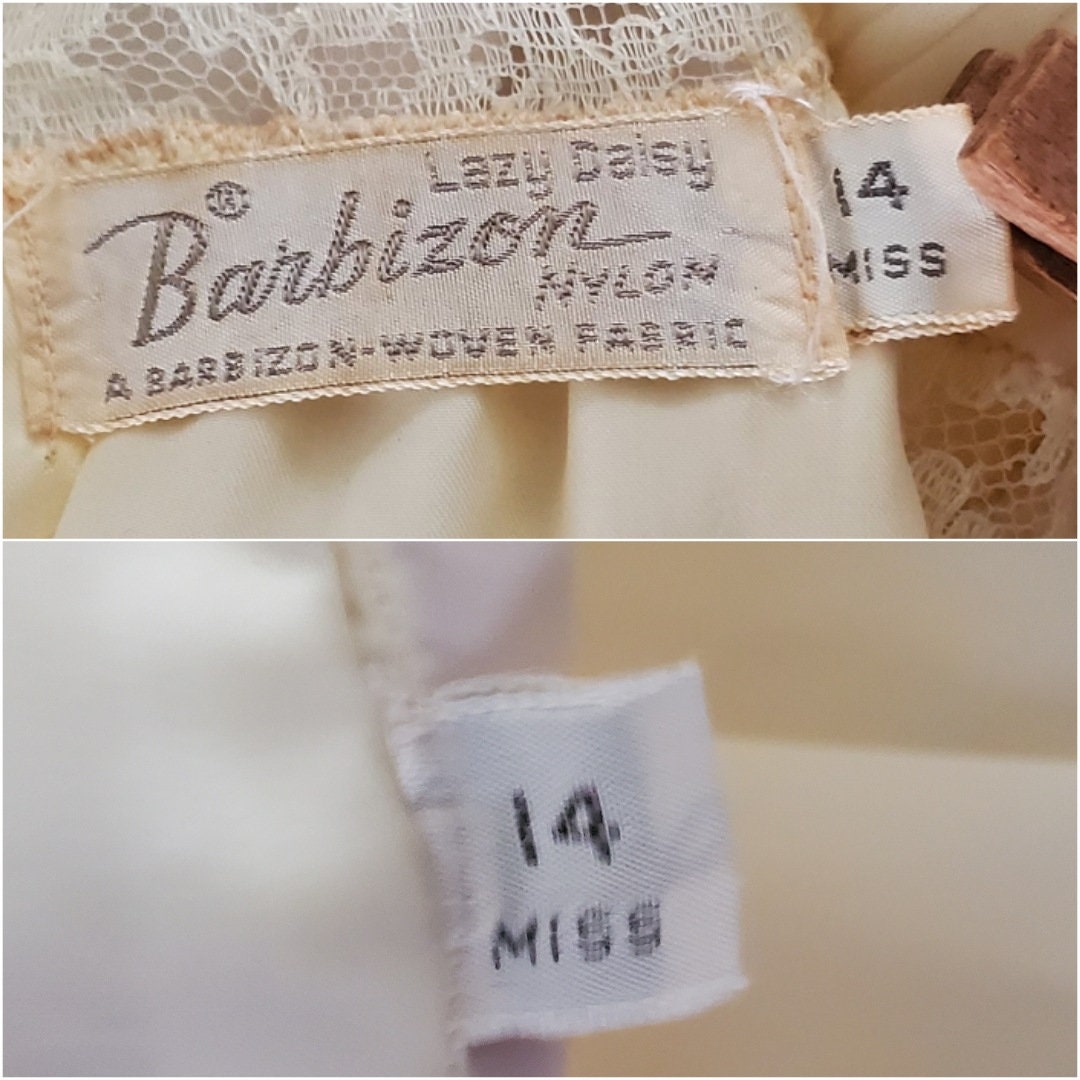 Lazy Daisy
Barbizon ®
NYLON
A BARBIZON-WOVEN FABRIC
14
MISS
14
MISS